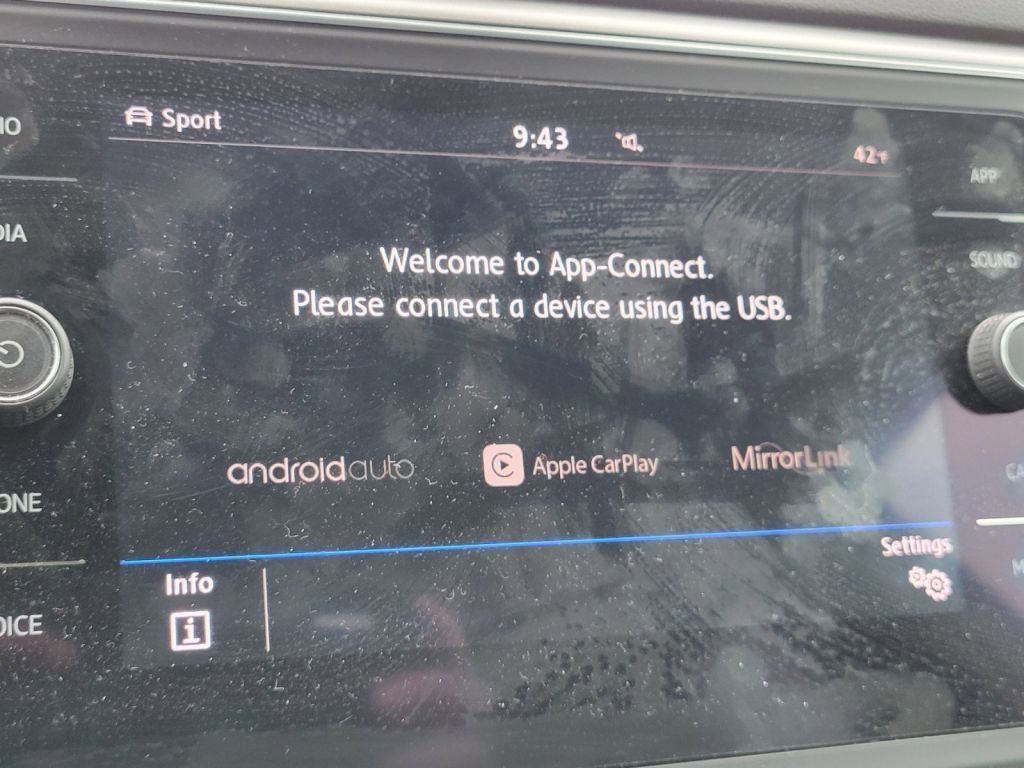 Sport
9:43
42°F
APP
SOUND
Welcome to App-Connect.
Please connect a device using the USB.
androidauto
Apple CarPlay
MirrorLink
Settings
Info